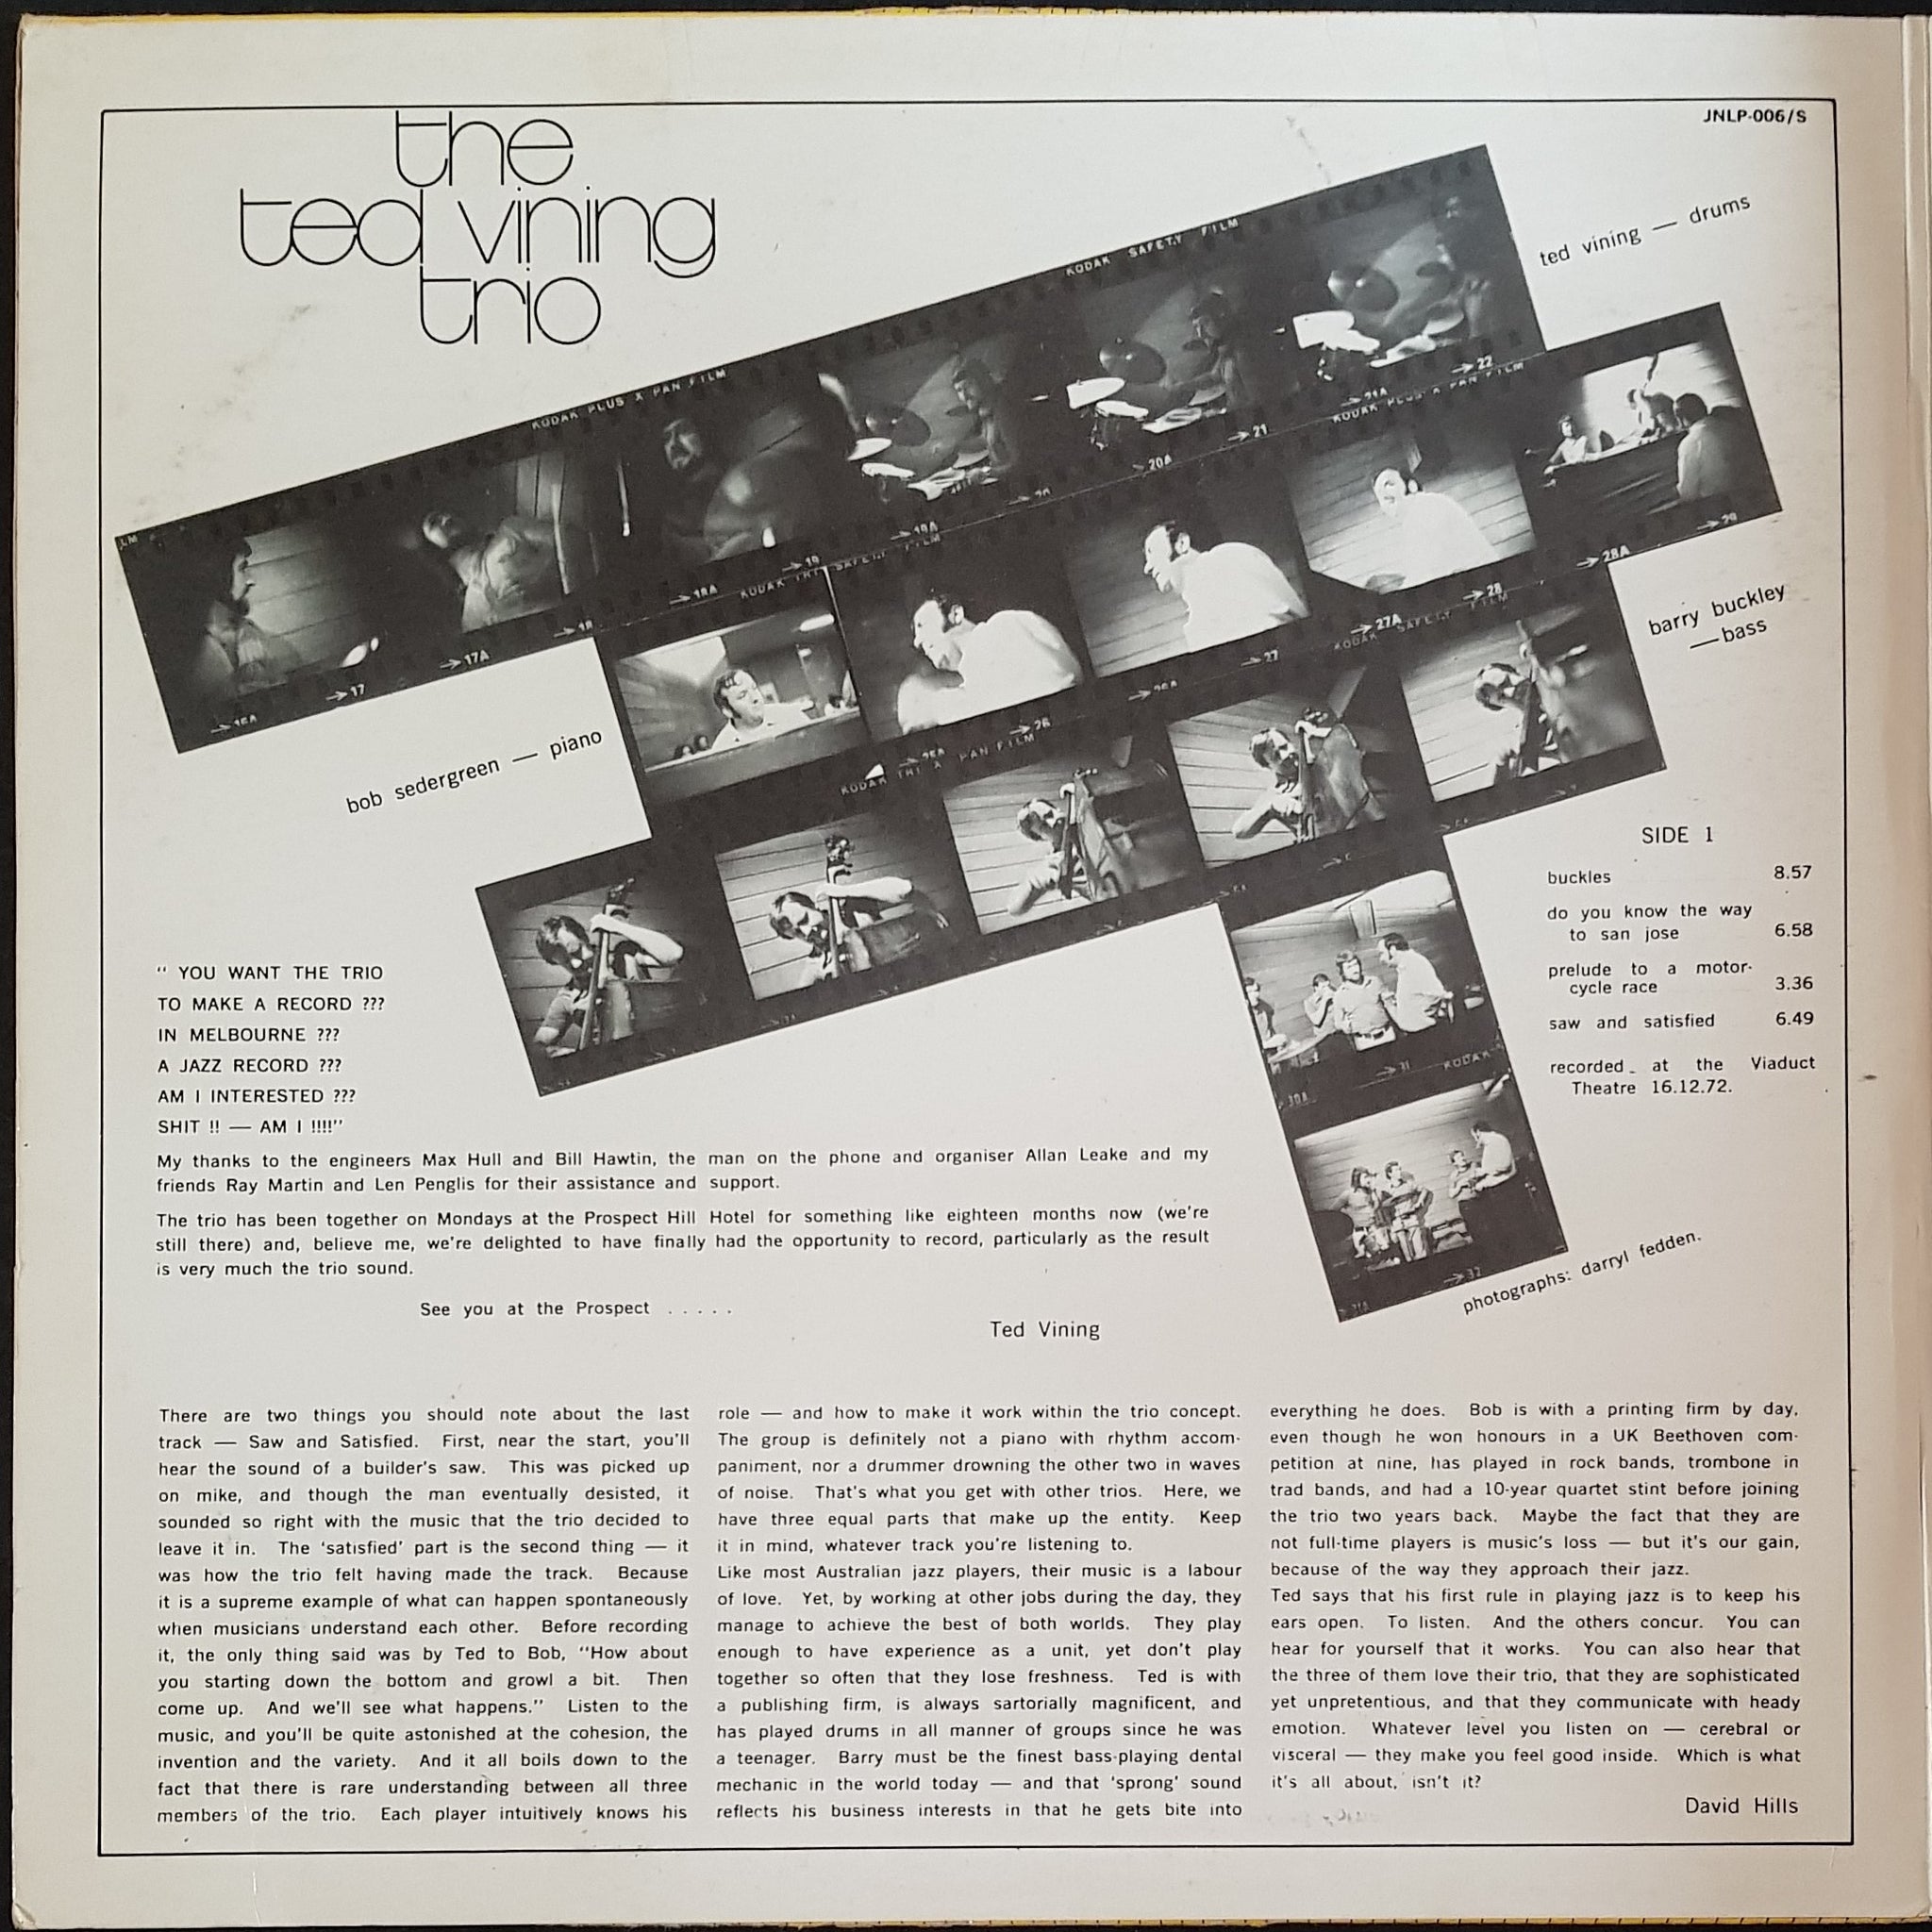 the
ted vining
trio
JNLP-006/S
ted vining — drums
KODAK SAFETY FILM
KODAK PLUS X PAN FILM
bob sedergreen — piano
barry buckley
—bass
SIDE 1
buckles 8.57
do you know the way
to san jose 6.58
prelude to a motor-
cycle race 3.36
saw and satisfied 6.49
recorded at the Viaduct
Theatre 16.12.72.
photographs: darryl fedden.
" YOU WANT THE TRIO
TO MAKE A RECORD ???
IN MELBOURNE ???
A JAZZ RECORD ???
AM I INTERESTED ???
SHIT !! — AM I !!!!"
My thanks to the engineers Max Hull and Bill Hawtin, the man on the phone and organiser Allan Leake and my
friends Ray Martin and Len Penglis for their assistance and support.
The trio has been together on Mondays at the Prospect Hill Hotel for something like eighteen months now (we're
still there) and, believe me, we're delighted to have finally had the opportunity to record, particularly as the result
is very much the trio sound.
See you at the Prospect . . . . .
Ted Vining
There are two things you should note about the last
track — Saw and Satisfied. First, near the start, you'll
hear the sound of a builder's saw. This was picked up
on mike, and though the man eventually desisted, it
sounded so right with the music that the trio decided to
leave it in. The 'satisfied' part is the second thing — it
was how the trio felt having made the track. Because
it is a supreme example of what can happen spontaneously
when musicians understand each other. Before recording
it, the only thing said was by Ted to Bob, "How about
you starting down the bottom and growl a bit. Then
come up. And we'll see what happens." Listen to the
music, and you'll be quite astonished at the cohesion, the
invention and the variety. And it all boils down to the
fact that there is rare understanding between all three
members of the trio. Each player intuitively knows his
role — and how to make it work within the trio concept.
The group is definitely not a piano with rhythm accom-
paniment, nor a drummer drowning the other two in waves
of noise. That's what you get with other trios. Here, we
have three equal parts that make up the entity. Keep
it in mind, whatever track you're listening to.
Like most Australian jazz players, their music is a labour
of love. Yet, by working at other jobs during the day, they
manage to achieve the best of both worlds. They play
enough to have experience as a unit, yet don't play
together so often that they lose freshness. Ted is with
a publishing firm, is always sartorially magnificent, and
has played drums in all manner of groups since he was
a teenager. Barry must be the finest bass-playing dental
mechanic in the world today — and that 'sprong' sound
reflects his business interests in that he gets bite into
everything he does. Bob is with a printing firm by day,
even though he won honours in a UK Beethoven com-
petition at nine, has played in rock bands, trombone in
trad bands, and had a 10-year quartet stint before joining
the trio two years back. Maybe the fact that they are
not full-time players is music's loss — but it's our gain,
because of the way they approach their jazz.
Ted says that his first rule in playing jazz is to keep his
ears open. To listen. And the others concur. You can
hear for yourself that it works. You can also hear that
the three of them love their trio, that they are sophisticated
yet unpretentious, and that they communicate with heady
emotion. Whatever level you listen on — cerebral or
visceral — they make you feel good inside. Which is what
it's all about, isn't it?
David Hills